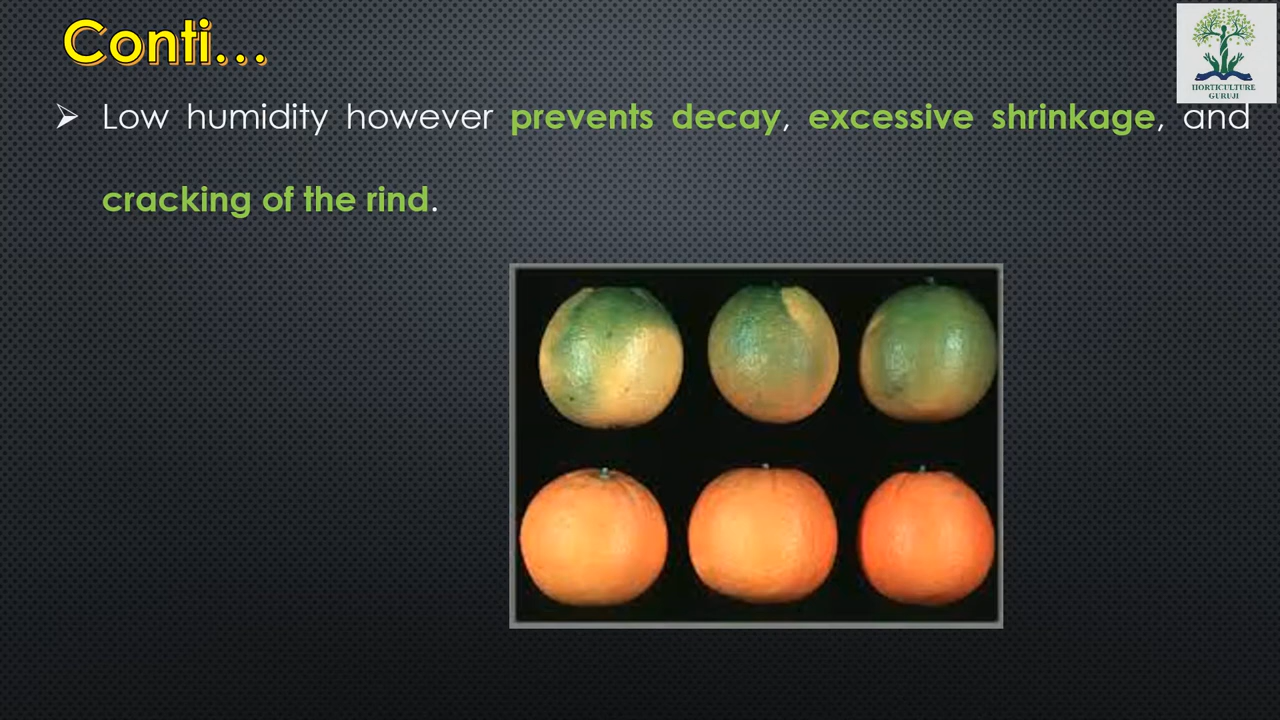 Conti...
HORTICULTURE
GURUJI
➢ Low humidity however prevents decay, excessive shrinkage, and
cracking of the rind.